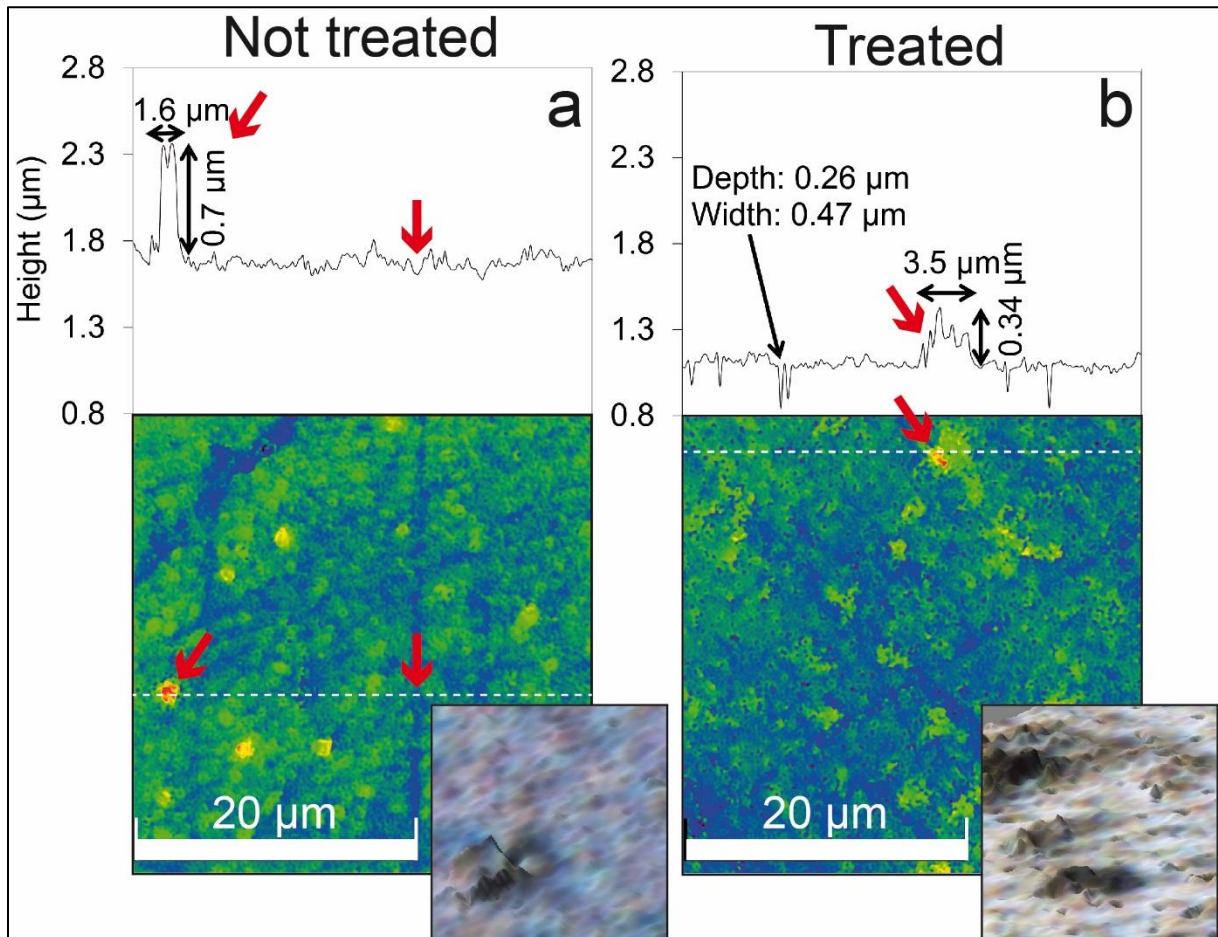 Not treated
Treated
2.8
2.3
1.8
1.3
0.8
Height (μm)
1.6 μm
0.7 μm
a
20 μm
2.8
2.3
1.8
1.3
0.8
b
Depth: 0.26 μm
Width: 0.47 μm
3.5 μm
0.34 μm
20 μm